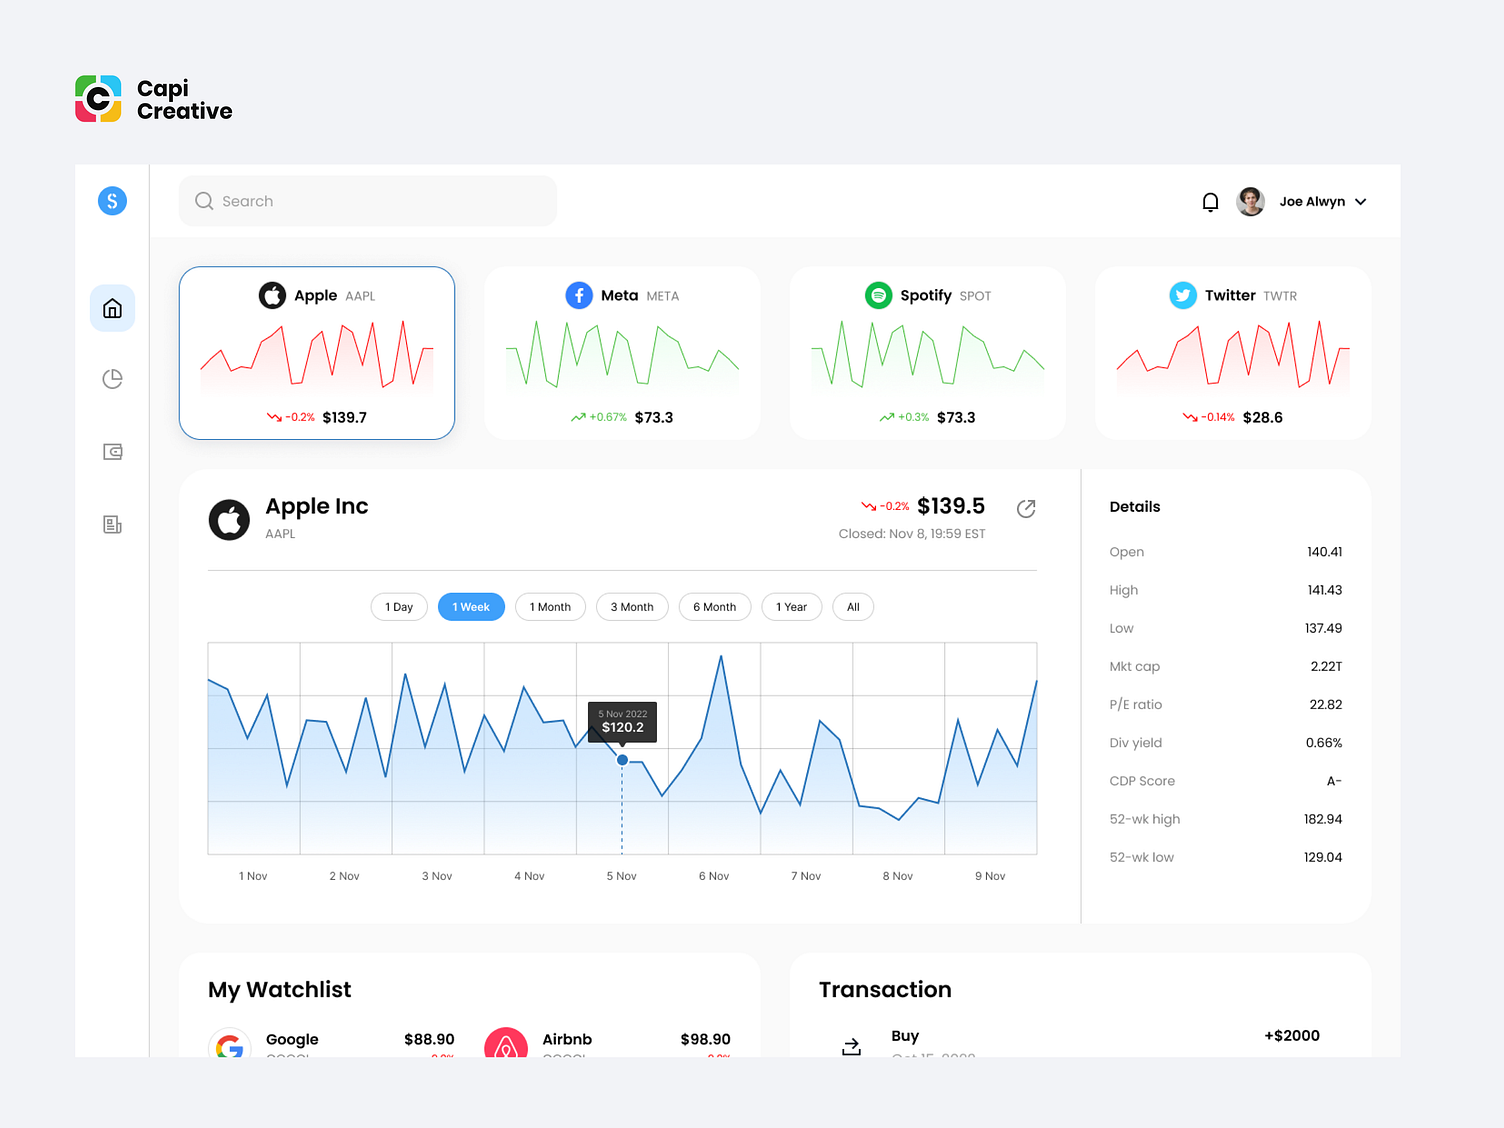 Capi
Creative
S
Search
Joe Alwyn
Apple AAPL
-0.2% $139.7
Meta META
+0.67% $73.3
Spotify SPOT
+0.3% $73.3
Twitter TWTR
-0.14% $28.6
Apple Inc
AAPL
-0.2% $139.5
Closed: Nov 8, 19:59 EST
1 Day
1 Week
1 Month
3 Month
6 Month
1 Year
All
5 Nov 2022
$120.2
1 Nov
2 Nov
3 Nov
4 Nov
5 Nov
6 Nov
7 Nov
8 Nov
9 Nov
Details
Open 140.41
High 141.43
Low 137.49
Mkt cap 2.22T
P/E ratio 22.82
Div yield 0.66%
CDP Score A-
52-wk high 182.94
52-wk low 129.04
My Watchlist
Google $88.90
Airbnb $98.90
Transaction
Buy +$2000